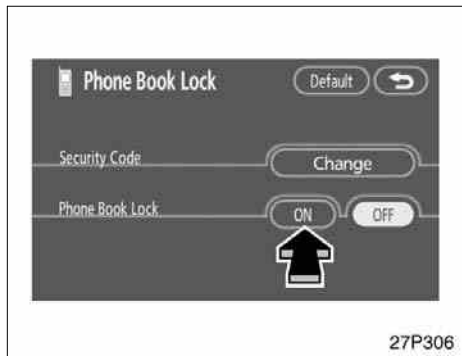 Phone Book Lock
Default
Security Code
Change
Phone Book Lock
ON
OFF
27P306